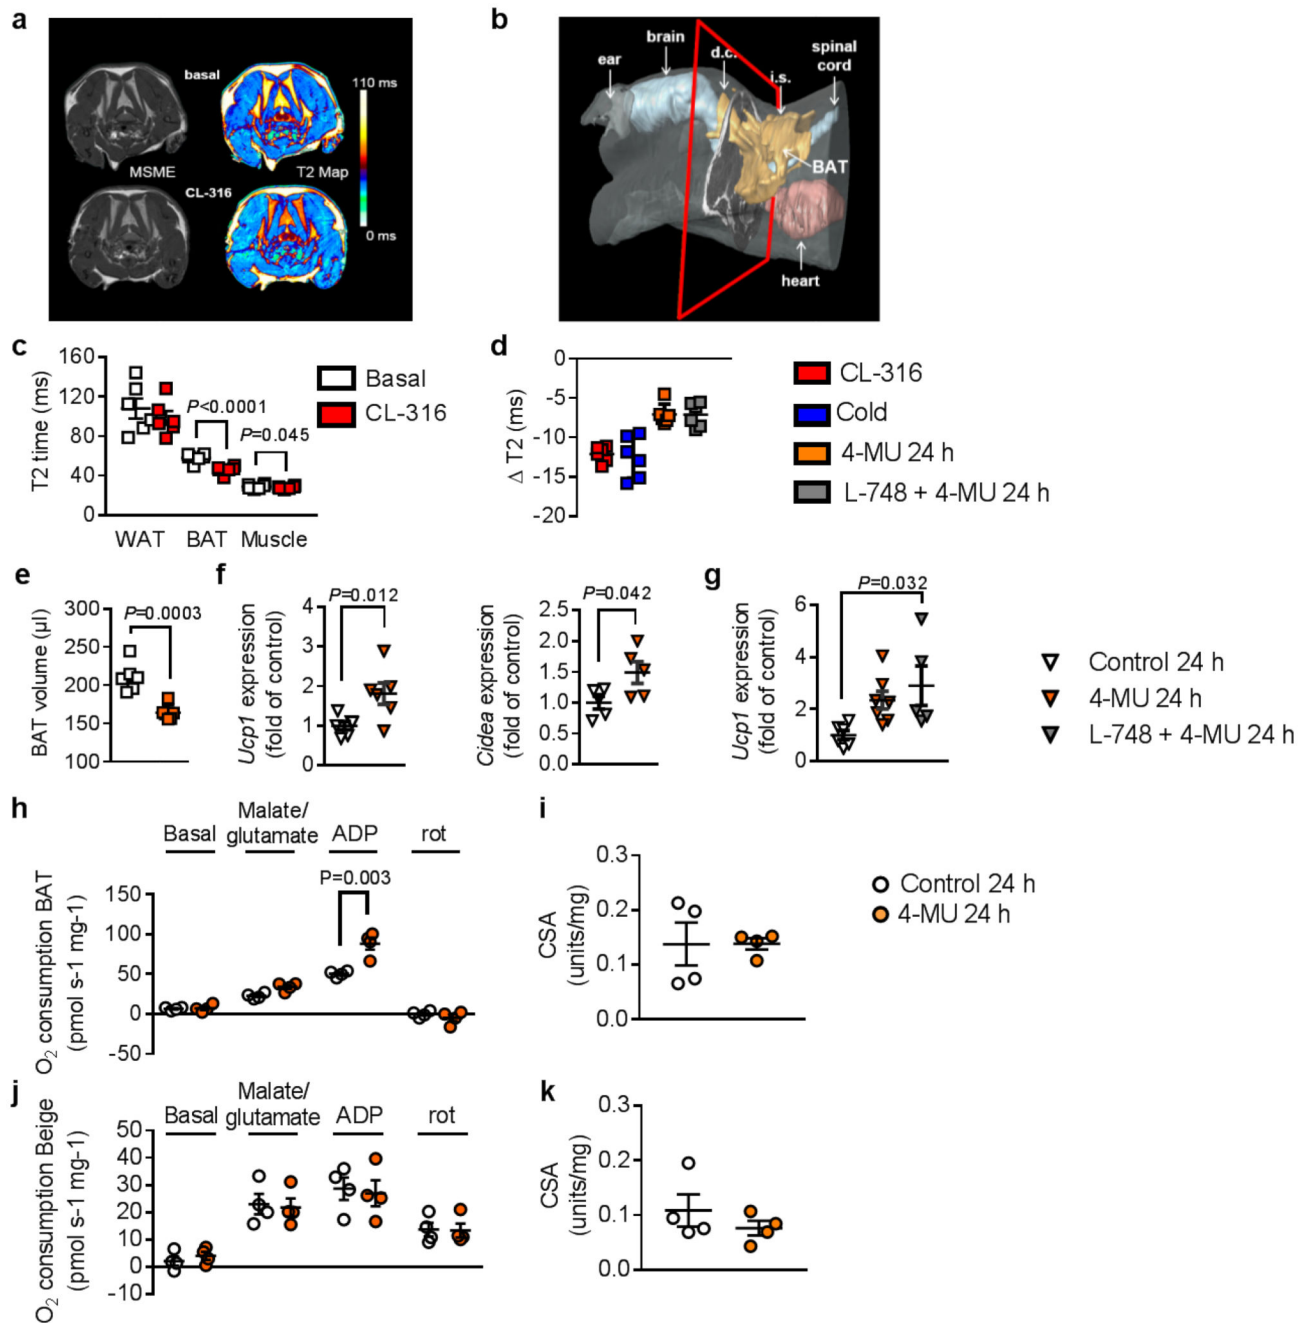 a
basal
110 ms
MSME
T2 Map
CL-316
0 ms
b
brain
ear
d.c.
i.s.
spinal
cord
BAT
heart
c
T2 time (ms)
160
120
80
40
0
P<0.0001
P=0.045
WAT
BAT
Muscle
Basal
CL-316
d
Δ T2 (ms)
0
-5
-10
-15
-20
CL-316
Cold
4-MU 24 h
L-748 + 4-MU 24 h
e
BAT volume (µl)
300
250
200
150
100
P=0.0003
f
Ucp1 expression
(fold of control)
4
3
2
1
0
P=0.012
Cidea expression
(fold of control)
2.5
2.0
1.5
1.0
0.5
0.0
P=0.042
g
Ucp1 expression
(fold of control)
6
4
2
0
P=0.032
Control 24 h
4-MU 24 h
L-748 + 4-MU 24 h
h
O2 consumption BAT
(pmol s-1 mg-1)
150
100
50
0
-50
Basal
Malate/
glutamate
ADP
rot
P=0.003
i
CSA
(units/mg)
0.3
0.2
0.1
0.0
Control 24 h
4-MU 24 h
j
O2 consumption Beige
(pmol s-1 mg-1)
50
40
30
20
10
0
-10
Basal
Malate/
glutamate
ADP
rot
k
CSA
(units/mg)
0.3
0.2
0.1
0.0